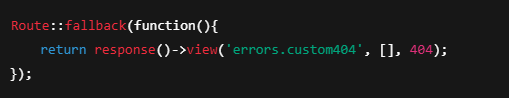 Route::fallback(function(){
    return response()->view('errors.custom404', [], 404);
});